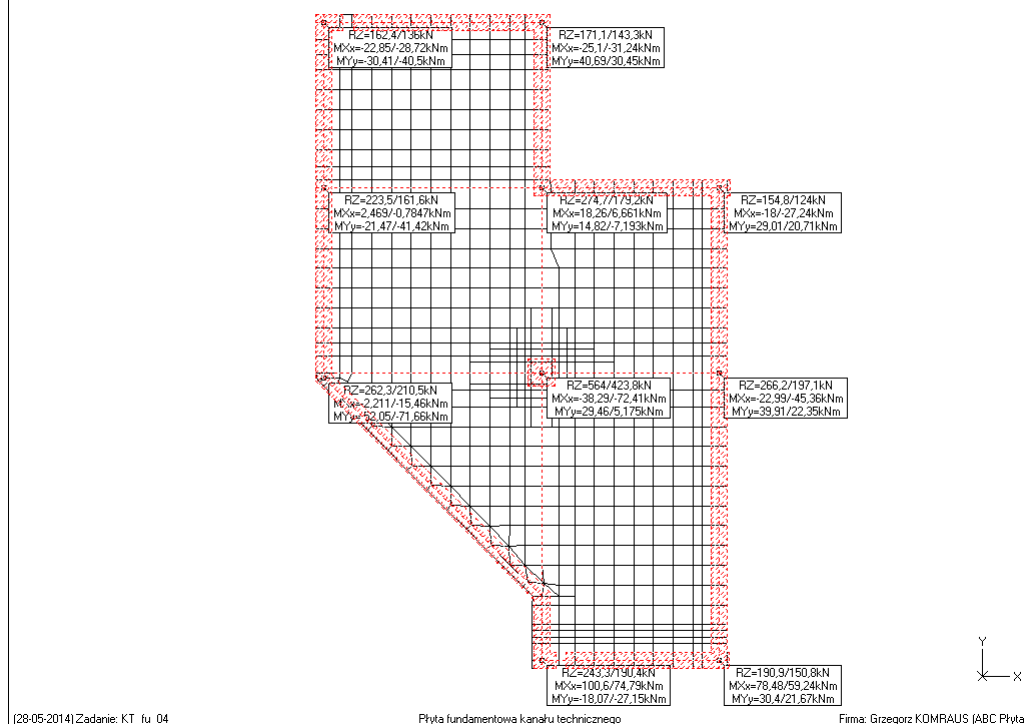 RZ=162,4/136kN
MXx=-22,85/-28,72kNm
MYy=-30,41/-40,5kNm
RZ=171,1/143,3kN
MXx=-25,1/-31,24kNm
MYy=40,69/30,45kNm
RZ=223,5/161,6kN
MXx=2,469/-0,7847kNm
MYy=-21,47/-41,42kNm
RZ=274,7/179,2kN
MXx=18,26/6,661kNm
MYy=14,82/-7,193kNm
RZ=154,8/124kN
MXx=-18/-27,24kNm
MYy=29,01/20,71kNm
RZ=262,3/210,5kN
MXx=-2,211/-15,46kNm
MYy=-52,05/-71,66kNm
RZ=564/423,8kN
MXx=-38,29/-72,41kNm
MYy=29,46/5,175kNm
RZ=266,2/197,1kN
MXx=-22,99/-45,36kNm
MYy=39,91/22,35kNm
RZ=243,3/190,4kN
MXx=100,6/74,79kNm
MYy=-18,07/-27,15kNm
RZ=190,9/150,8kN
MXx=78,48/59,24kNm
MYy=30,4/21,67kNm
Y
X
(28-05-2014) Zadanie: KT_fu_04
Płyta fundamentowa kanału technicznego
Firma: Grzegorz KOMRAUS (ABC Płyta